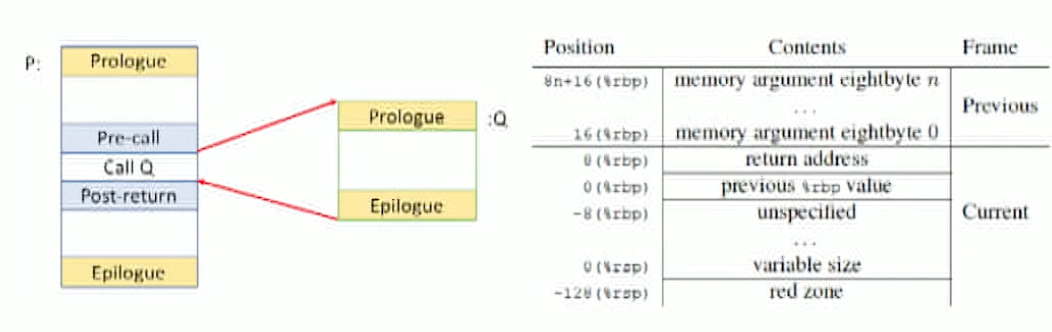 P:
Prologue
Pre-call
Call Q
Post-return
Epilogue
Prologue
:Q
Epilogue
Position Contents Frame
8n+16(%rbp) memory argument eightbyte n
... Previous
16(%rbp) memory argument eightbyte 0
8(%rbp) return address
0(%rbp) previous %rbp value
-8(%rbp) unspecified Current
...
0(%rsp) variable size
-128(%rsp) red zone